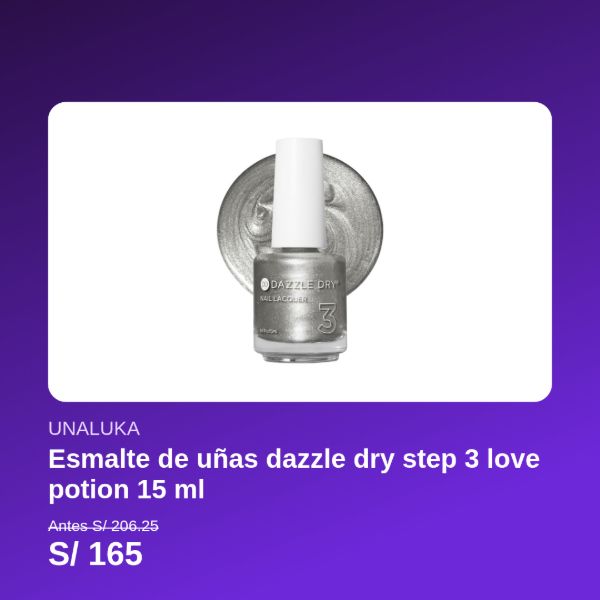 DAZZLE DRY
NAIL LACQUER
3
UNALUKA
Esmalte de uñas dazzle dry step 3 love
potion 15 ml
Antes S/ 206.25
S/ 165